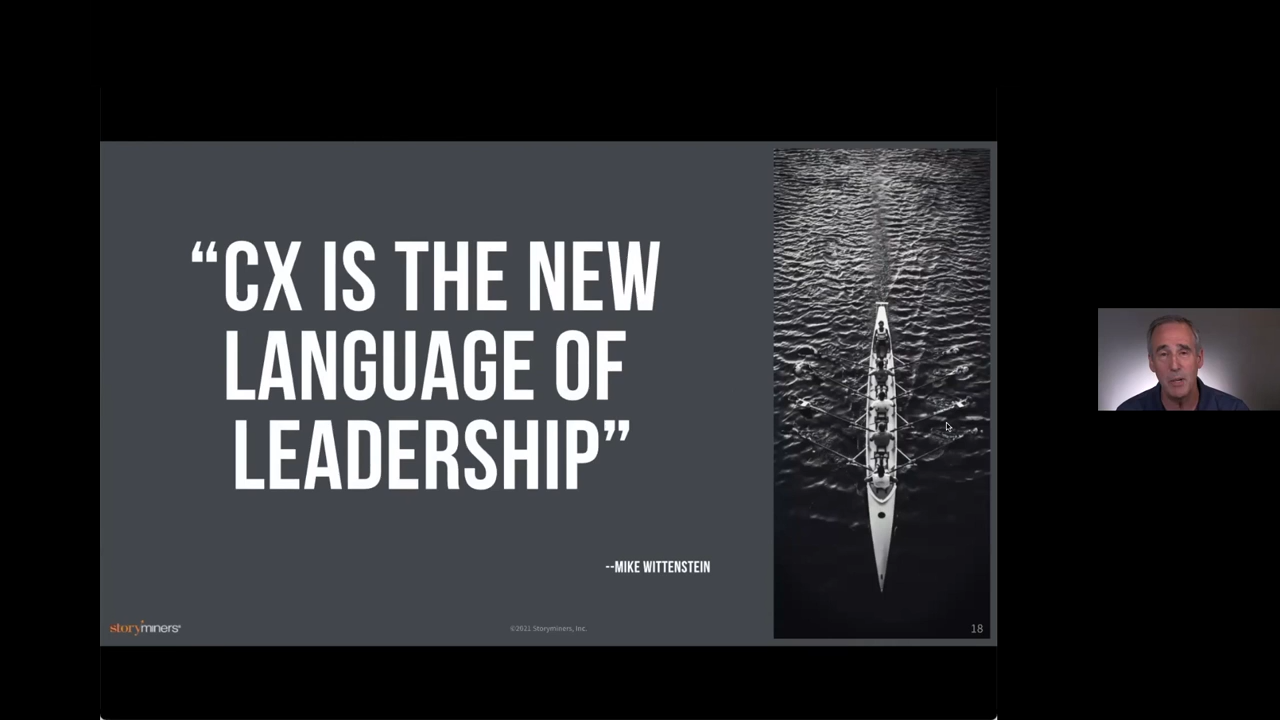 “CX IS THE NEW
LANGUAGE OF
LEADERSHIP”
--MIKE WITTENSTEIN
storyminers®
©2021 Storyminers, Inc.
18